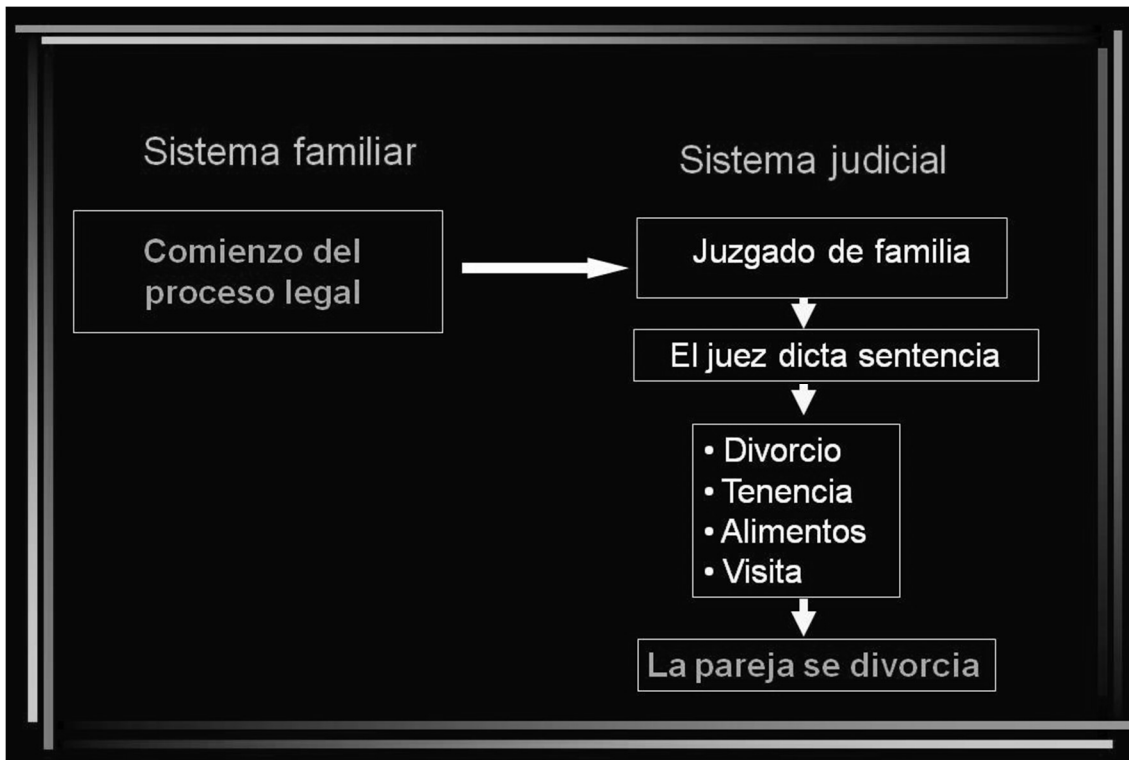 Sistema familiar
Comienzo del
proceso legal
Sistema judicial
Juzgado de familia
El juez dicta sentencia
• Divorcio
• Tenencia
• Alimentos
• Visita
La pareja se divorcia